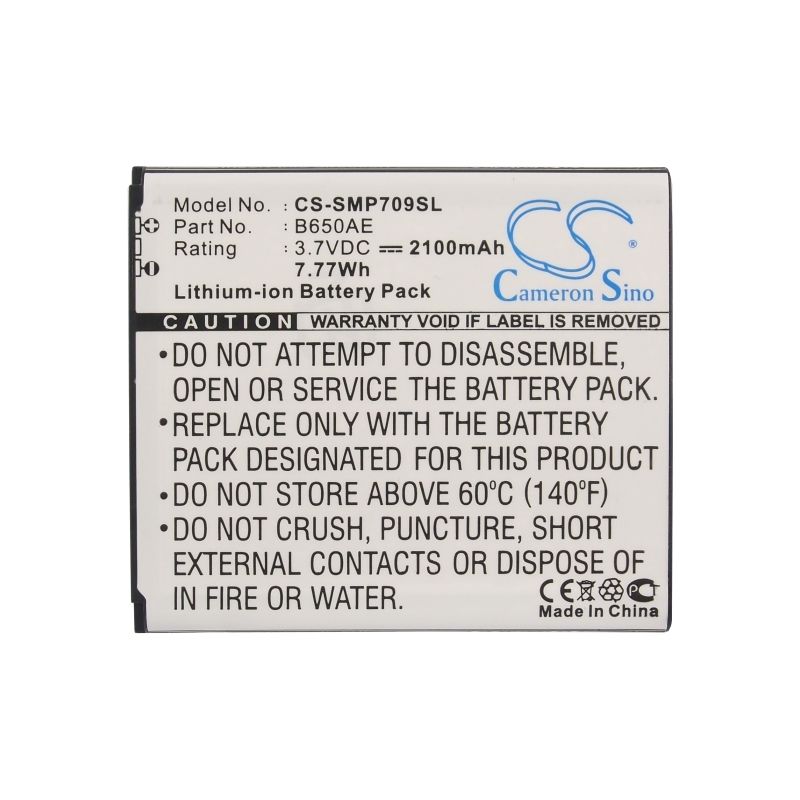 Model No. : CS-SMP709SL
Part No. : B650AE
Rating : 3.7VDC ⎓ 2100mAh
7.77Wh
Lithium-ion Battery Pack
CS
®
Cameron Sino
CAUTION WARRANTY VOID IF LABEL IS REMOVED
•DO NOT ATTEMPT TO DISASSEMBLE,
OPEN OR SERVICE THE BATTERY PACK.
•REPLACE ONLY WITH THE BATTERY
PACK DESIGNATED FOR THIS PRODUCT
•DO NOT STORE ABOVE 60°C (140°F)
•DO NOT CRUSH, PUNCTURE, SHORT
EXTERNAL CONTACTS OR DISPOSE OF
IN FIRE OR WATER.
CE
Made In China